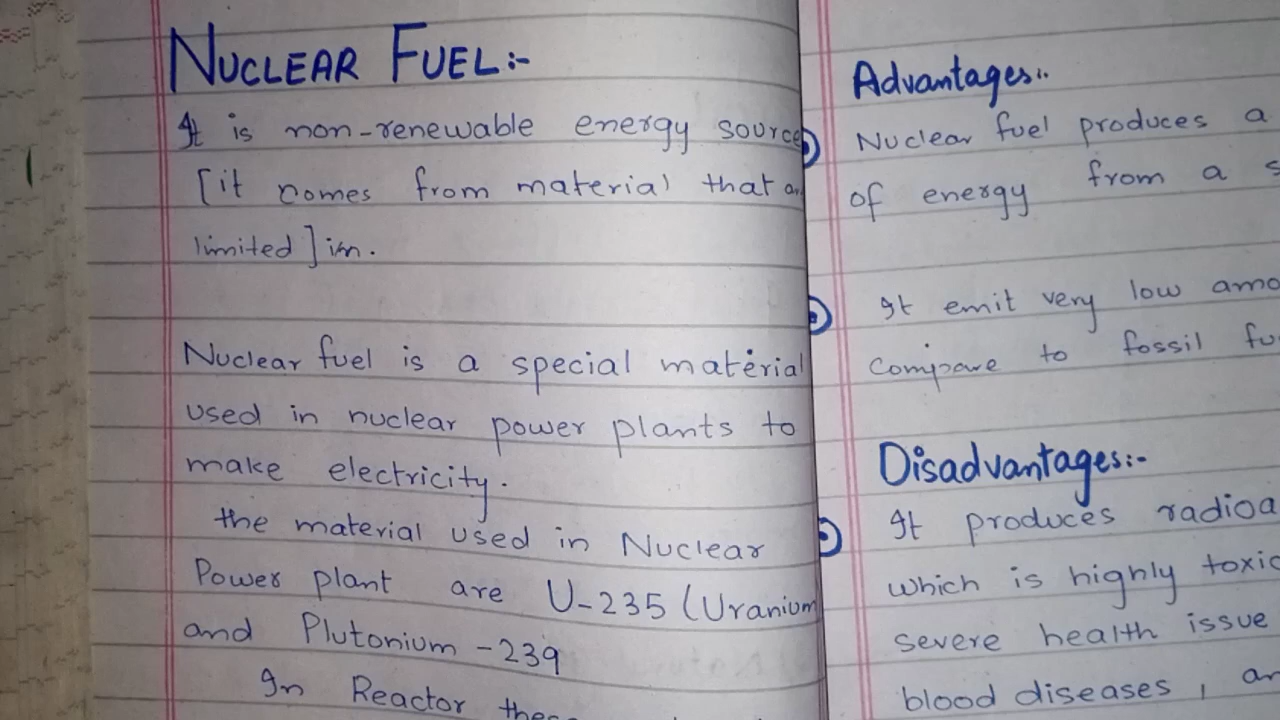 NUCLEAR FUEL:-
It is non-renewable energy source
[it comes from material that
limited] im.
Nuclear fuel is a special material
used in nuclear power plants to
make electricity.
the material used in Nuclear
Power plant are U-235 (Uranium
and Plutonium -239
In Reactor
Advantages:-
Nuclear fuel produces a
of energy from a
It emit very low
compare to fossil
Disadvantages:-
It produces
which is highly toxic
severe health issue
blood diseases,